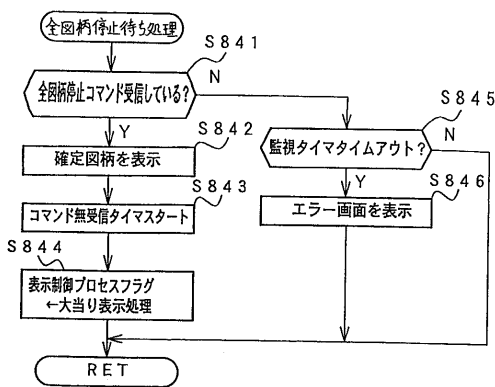 全図柄停止待ち処理
S841
全図柄停止コマンド受信している?
N
Y
S842
確定図柄を表示
S843
コマンド無受信タイマスタート
S844
表示制御プロセスフラグ
←大当り表示処理
S845
監視タイマタイムアウト?
N
Y
S846
エラー画面を表示
RET